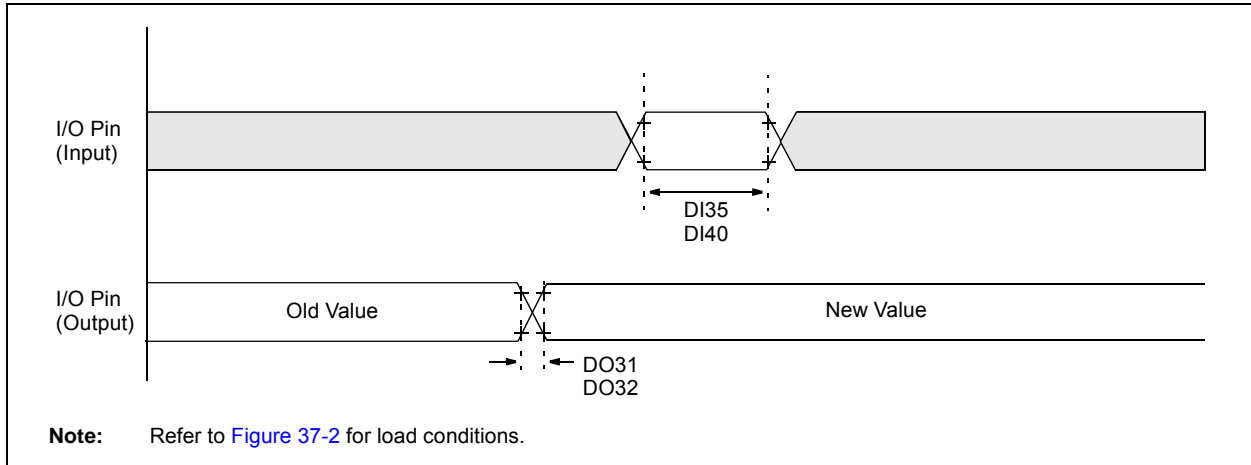 I/O Pin
(Input)
DI35
DI40
I/O Pin
(Output)
Old Value
New Value
DO31
DO32
Note: Refer to Figure 37-2 for load conditions.